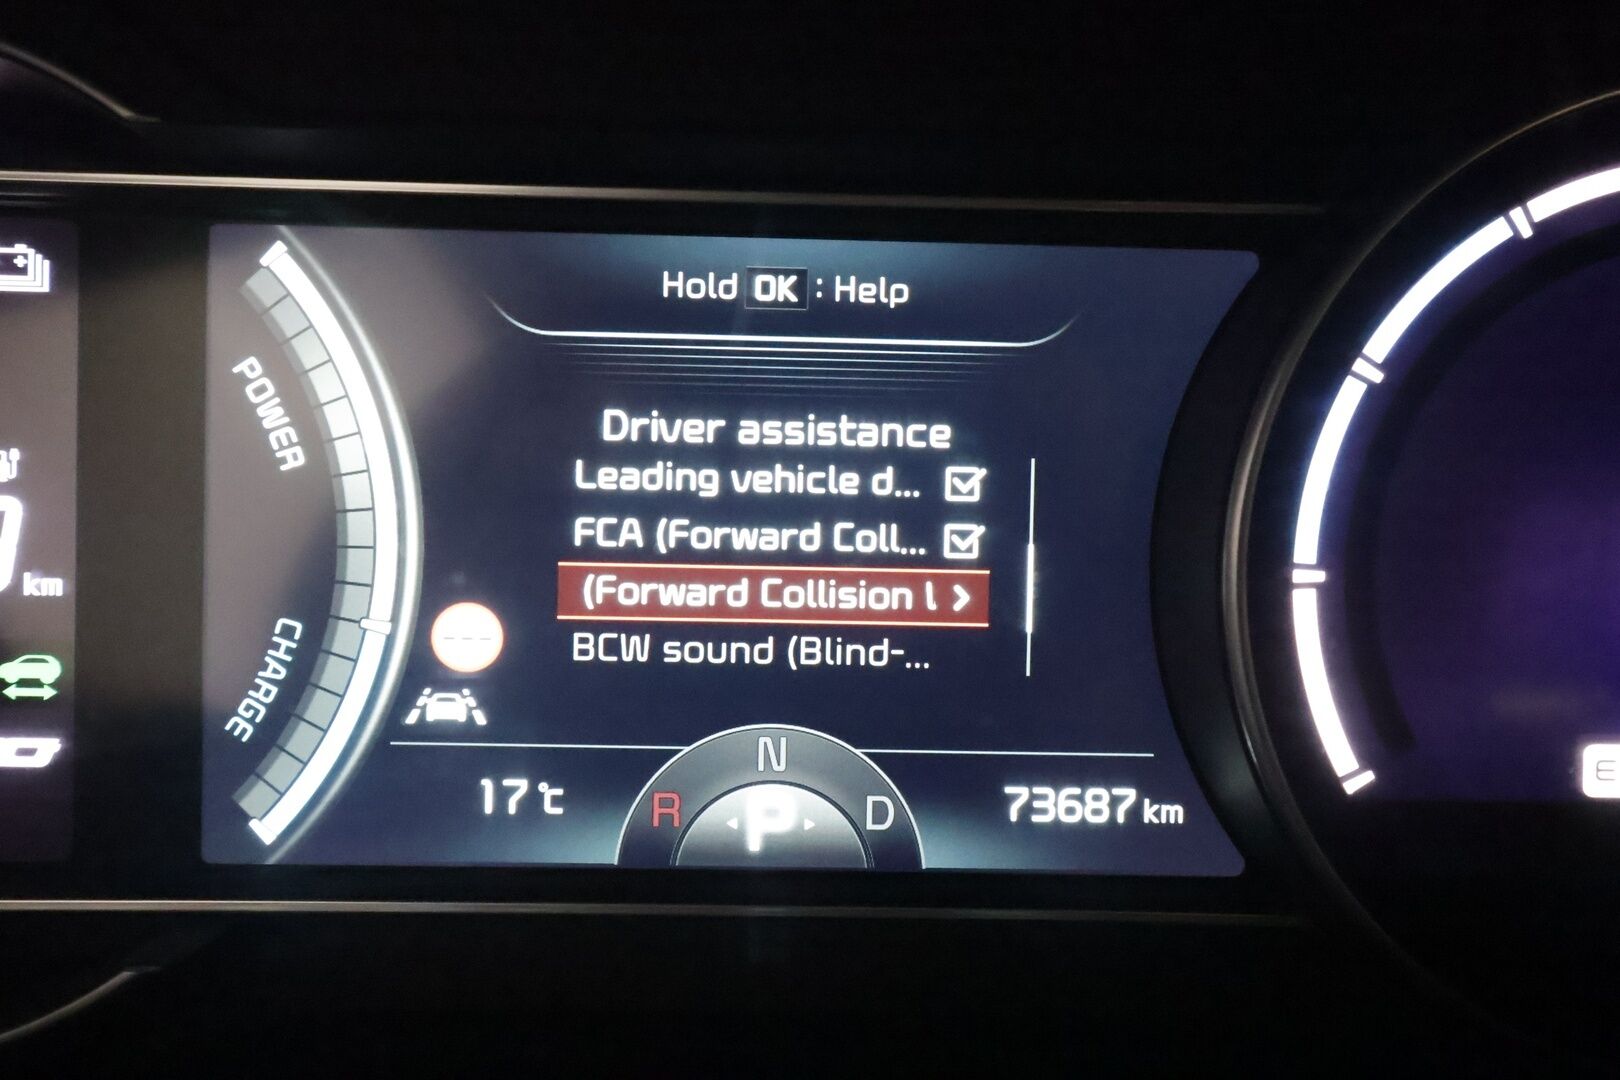 Hold OK : Help
Driver assistance
Leading vehicle d...
FCA (Forward Coll...
(Forward Collision
BCW sound (Blind-...
POWER
CHARGE
km
17 °C
N
R
P
D
73687 km
E